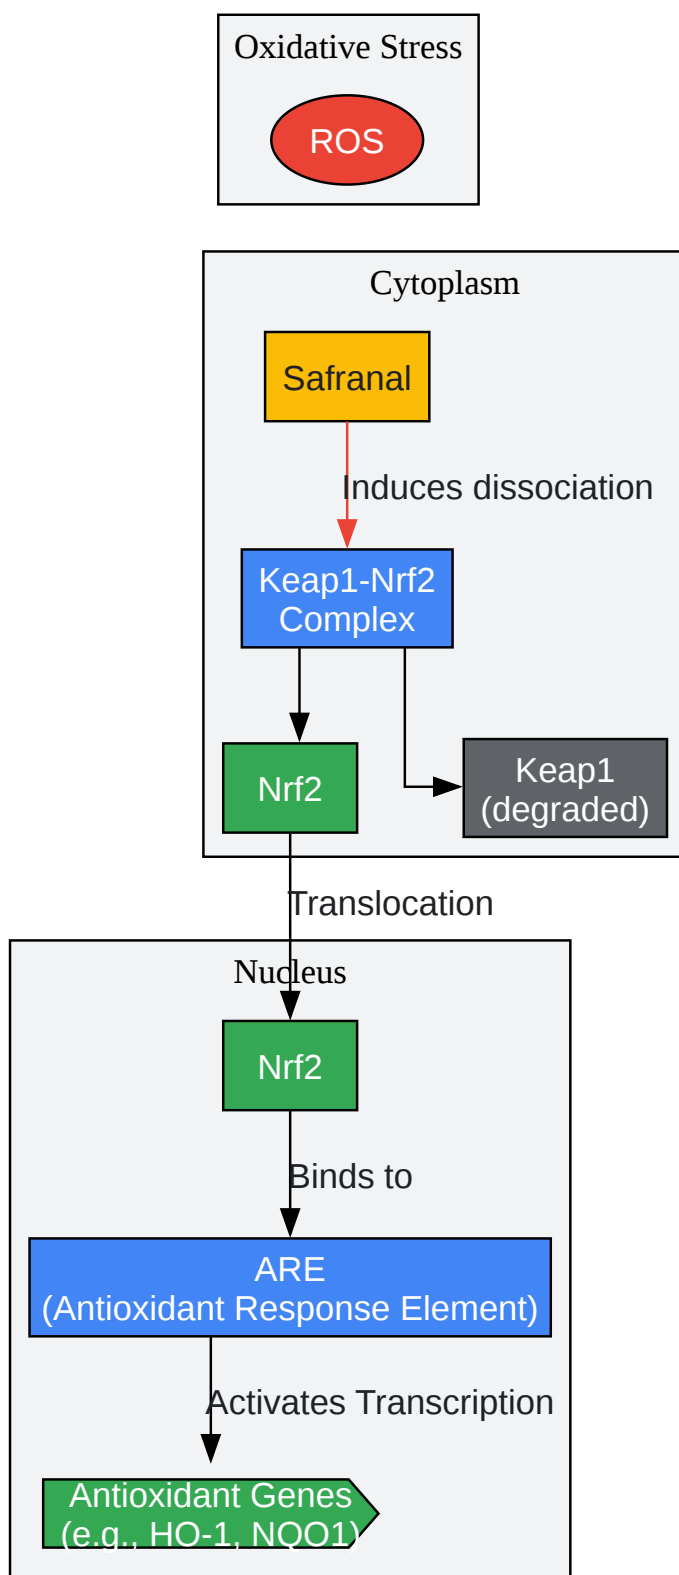 Oxidative Stress
ROS
Cytoplasm
Safranal
Induces dissociation
Keap1-Nrf2
Complex
Nrf2
Keap1
(degraded)
Translocation
Nucleus
Nrf2
Binds to
ARE
(Antioxidant Response Element)
Activates Transcription
Antioxidant Genes
(e.g., HO-1, NQO1)